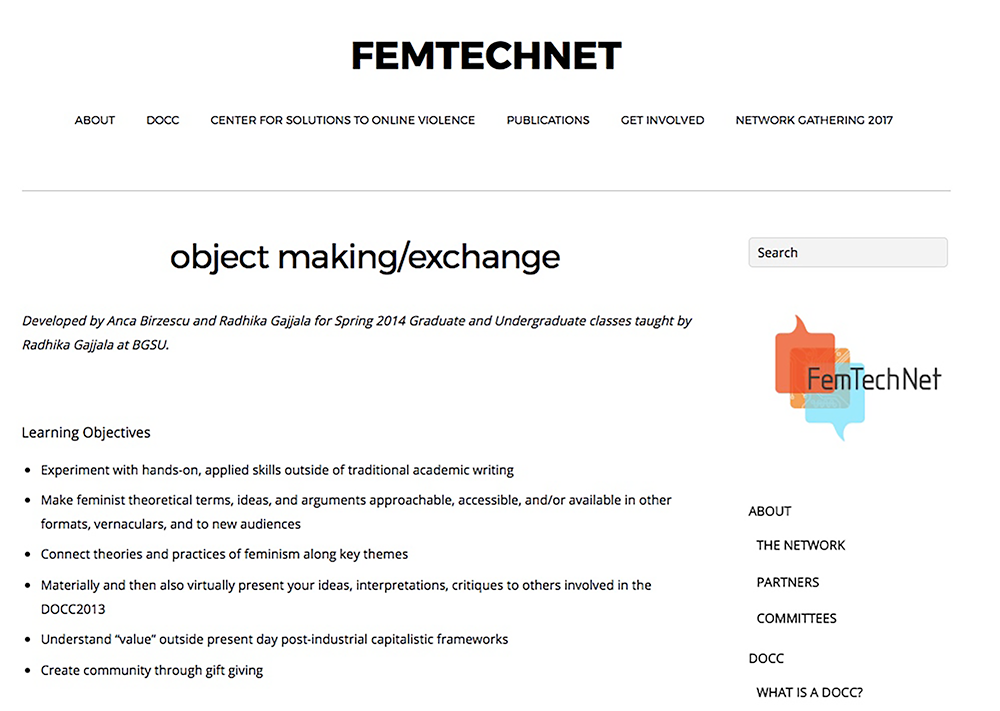 FEMTECHNET
ABOUT DOCC CENTER FOR SOLUTIONS TO ONLINE VIOLENCE PUBLICATIONS GET INVOLVED NETWORK GATHERING 2017
object making/exchange
Developed by Anca Birzescu and Radhika Gajjala for Spring 2014 Graduate and Undergraduate classes taught by
Radhika Gajjala at BGSU.
Learning Objectives
• Experiment with hands-on, applied skills outside of traditional academic writing
• Make feminist theoretical terms, ideas, and arguments approachable, accessible, and/or available in other
formats, vernaculars, and to new audiences
• Connect theories and practices of feminism along key themes
• Materially and then also virtually present your ideas, interpretations, critiques to others involved in the
DOCC2013
• Understand “value” outside present day post-industrial capitalistic frameworks
• Create community through gift giving
Search
FemTechNet
ABOUT
THE NETWORK
PARTNERS
COMMITTEES
DOCC
WHAT IS A DOCC?